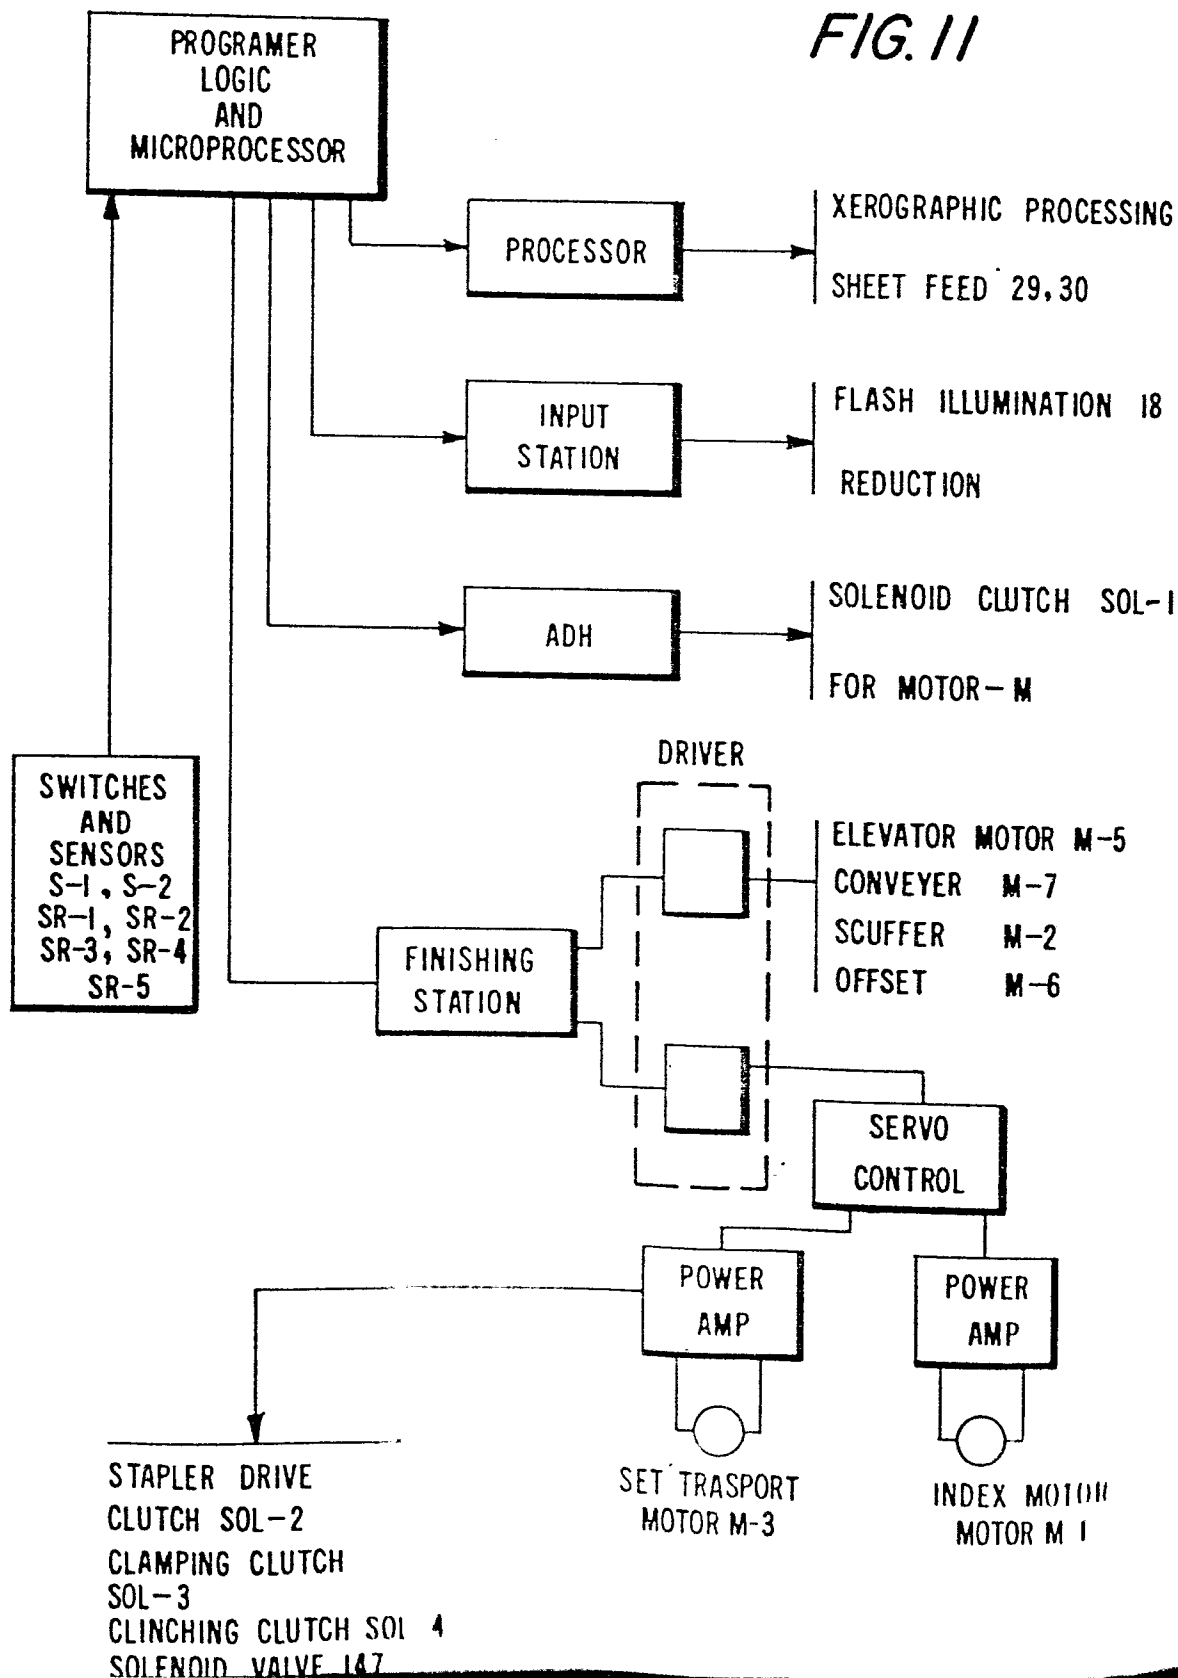 FIG. 11
PROGRAMER
LOGIC
AND
MICROPROCESSOR
PROCESSOR
XEROGRAPHIC PROCESSING
SHEET FEED 29,30
INPUT
STATION
FLASH ILLUMINATION 18
REDUCTION
ADH
SOLENOID CLUTCH SOL-1
FOR MOTOR-M
SWITCHES
AND
SENSORS
S-1, S-2
SR-1, SR-2
SR-3, SR-4
SR-5
DRIVER
FINISHING
STATION
ELEVATOR MOTOR M-5
CONVEYER M-7
SCUFFER M-2
OFFSET M-6
SERVO
CONTROL
POWER
AMP
POWER
AMP
SET TRASPORT
MOTOR M-3
INDEX MOTOR
MOTOR M 1
STAPLER DRIVE
CLUTCH SOL-2
CLAMPING CLUTCH
SOL-3
CLINCHING CLUTCH SOL 4
SOLENOID VALVE 147